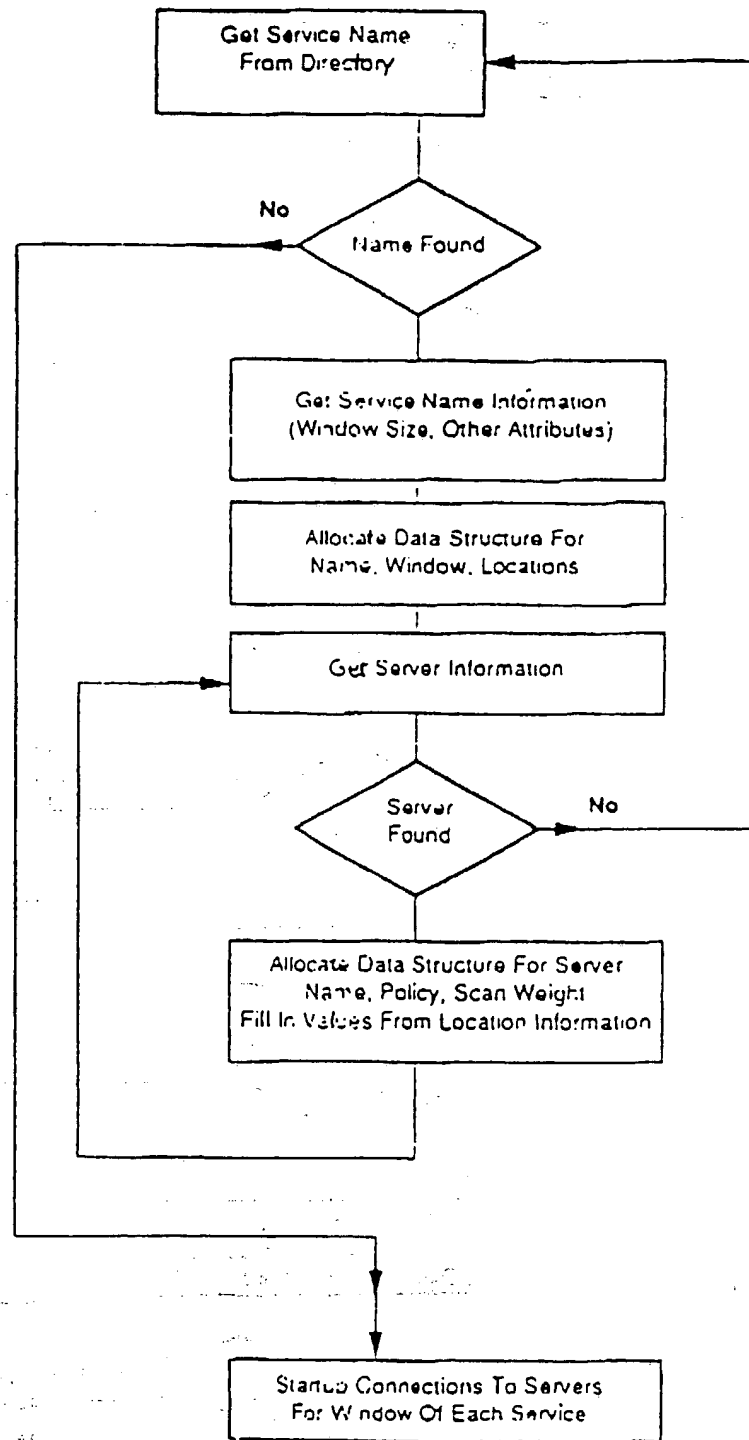 Get Service Name
From Directory
No
Name Found
Get Service Name Information
(Window Size, Other Attributes)
Allocate Data Structure For
Name, Window, Locations
Get Server Information
Server
Found
No
Allocate Data Structure For Server
Name, Policy, Scan Weight
Fill In Values From Location Information
Startup Connections To Servers
For Window Of Each Service